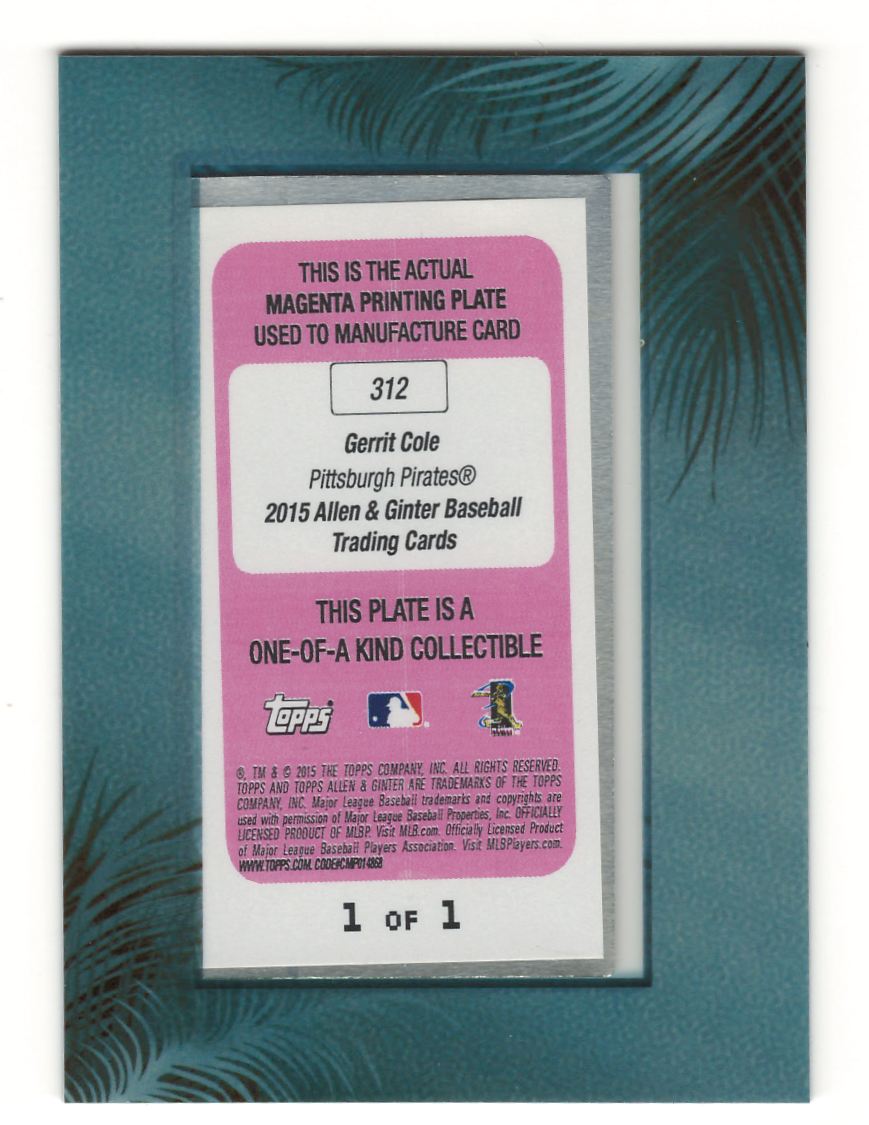 THIS IS THE ACTUAL
MAGENTA PRINTING PLATE
USED TO MANUFACTURE CARD
312
Gerrit Cole
Pittsburgh Pirates®
2015 Allen & Ginter Baseball
Trading Cards
THIS PLATE IS A
ONE-OF-A KIND COLLECTIBLE
Topps®
®, TM & © 2015 THE TOPPS COMPANY, INC. ALL RIGHTS RESERVED.
TOPPS AND TOPPS ALLEN & GINTER ARE TRADEMARKS OF THE TOPPS
COMPANY, INC. Major League Baseball trademarks and copyrights are
used with permission of Major League Baseball Properties, Inc. OFFICIALLY
LICENSED PRODUCT OF MLBP. Visit MLB.com. Officially Licensed Product
of Major League Baseball Players Association. Visit MLBPlayers.com.
WWW.TOPPS.COM. CODE#CMP014868
1 OF 1